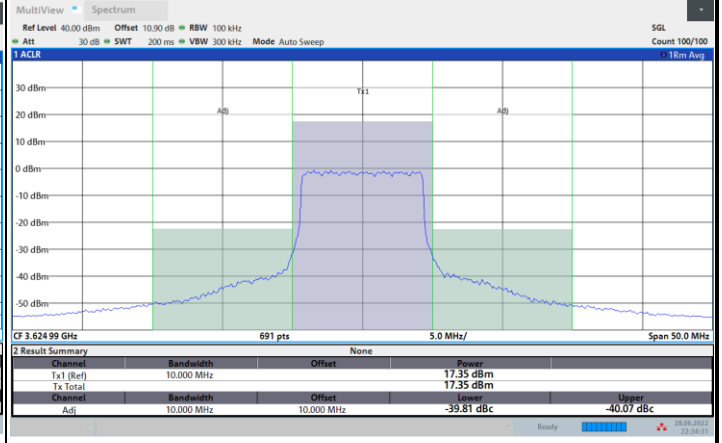 MultiView Spectrum
Ref Level 40.00 dBm Offset 10.90 dB RBW 100 kHz SGL
Att 30 dB SWT 200 ms VBW 300 kHz Mode Auto Sweep Count 100/100
1 ACLR 1Rm Avg
30 dBm
Tx1
20 dBm
Adj Adj
10 dBm
0 dBm
-10 dBm
-20 dBm
-30 dBm
-40 dBm
-50 dBm
CF 3.624 99 GHz 691 pts 5.0 MHz/ Span 50.0 MHz
2 Result Summary None
Channel Bandwidth Offset Power
Tx1 (Ref) 10.000 MHz 17.35 dBm
Tx Total 17.35 dBm
Channel Bandwidth Offset Lower Upper
Adj 10.000 MHz 10.000 MHz -39.81 dBc -40.07 dBc
Ready 28.06.2022
22:34:31